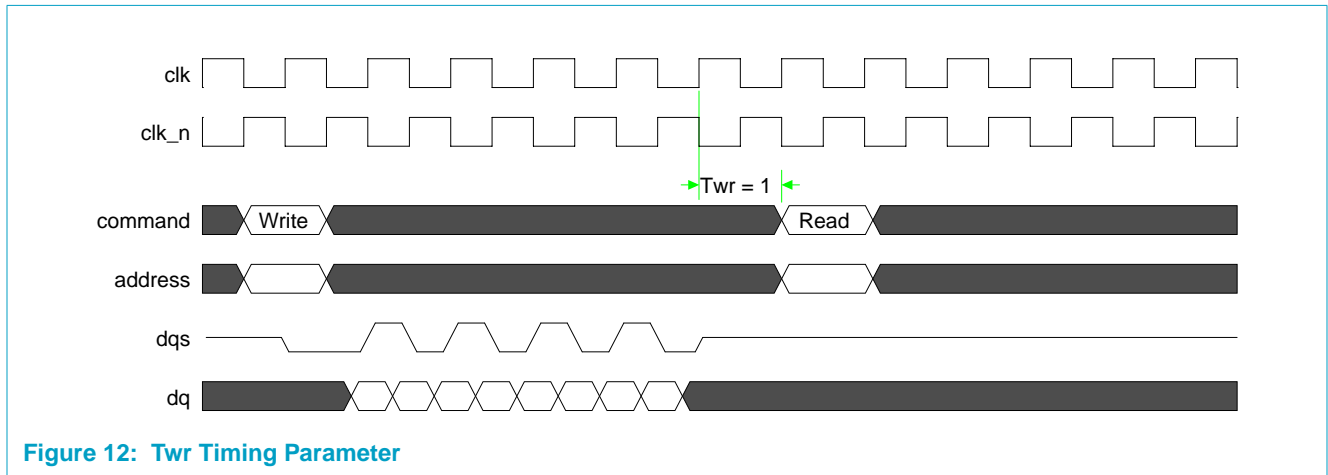 clk
clk_n
Twr = 1
command Write Read
address
dqs
dq
Figure 12: Twr Timing Parameter